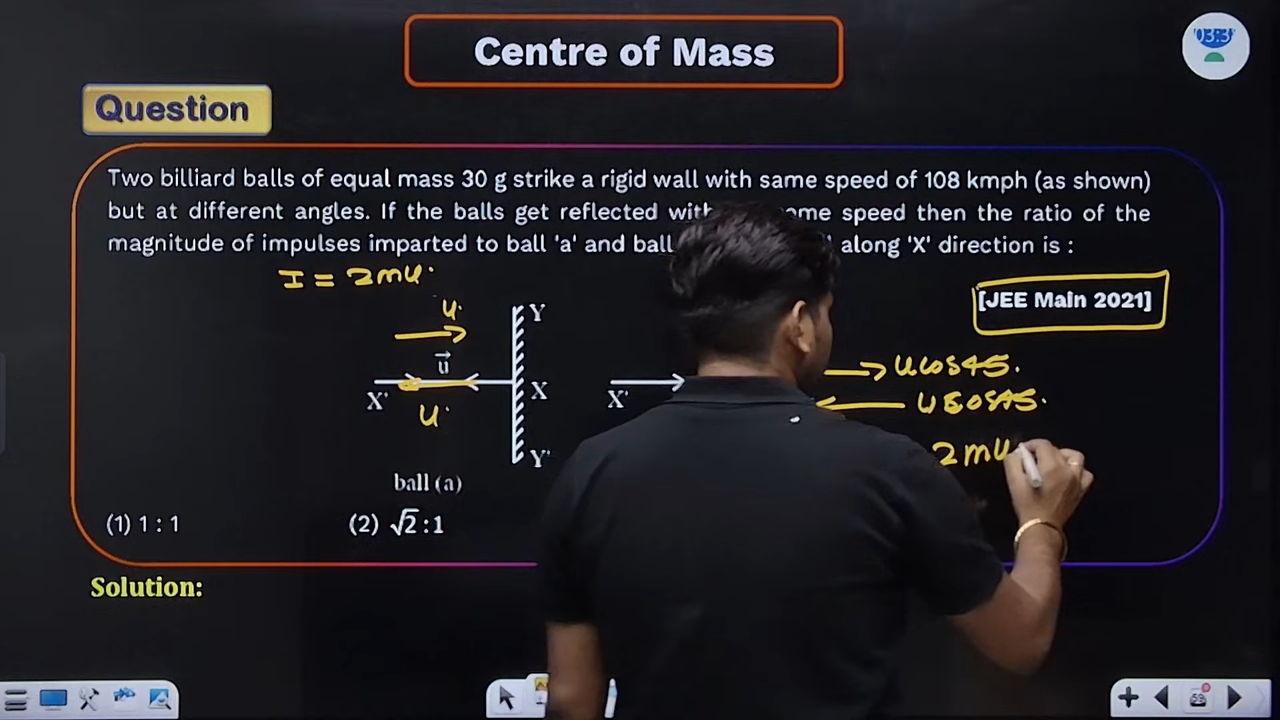 Centre of Mass
Question
Two billiard balls of equal mass 30 g strike a rigid wall with same speed of 108 kmph (as shown)
but at different angles. If the balls get reflected with speed then the ratio of the
magnitude of impulses imparted to ball 'a' and ball along 'X' direction is :
I = 2mu.
[JEE Main 2021]
u.
Y
u
X'
X
X'
u.
Y'
ucos45.
ucos45.
2mu
ball (a)
(1) 1 : 1
(2) √2 : 1
Solution: